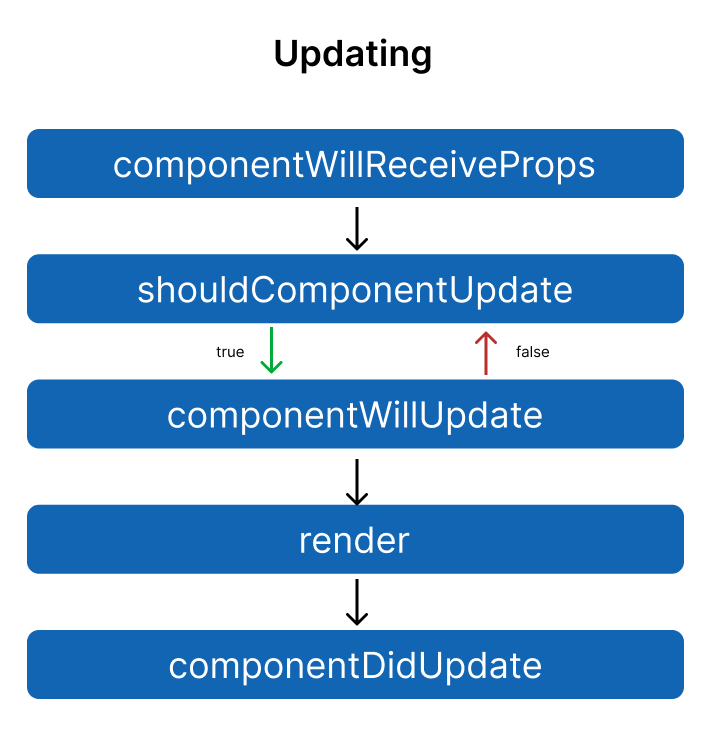 Updating
componentWillReceiveProps
shouldComponentUpdate
true
false
componentWillUpdate
render
componentDidUpdate